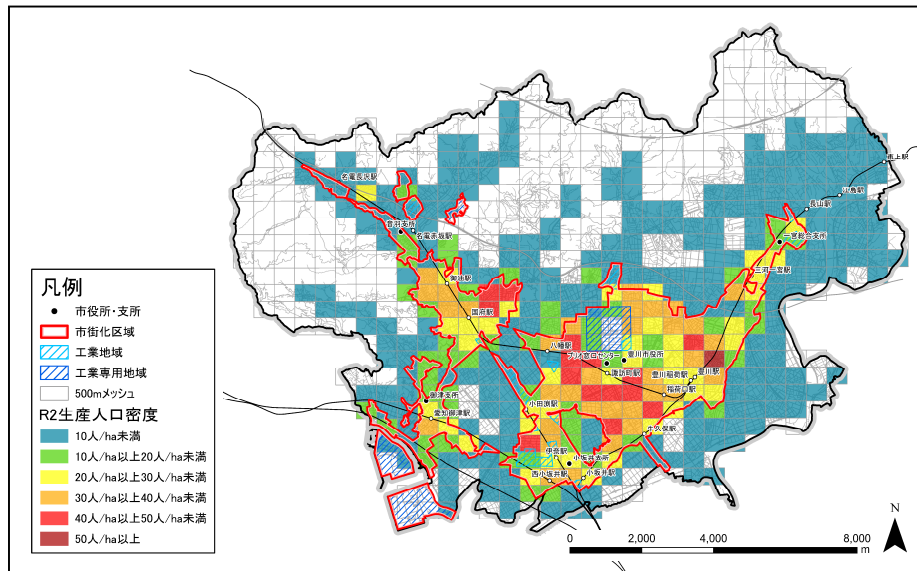 東上駅
江島駅
長山駅
名電長沢駅
音羽支所
名電赤坂駅
一宮総合支所
三河一宮駅
御油駅
国府駅
八幡駅
プリオ窓口センター
豊川市役所
諏訪町駅
豊川稲荷駅
豊川駅
稲荷口駅
御津支所
愛知御津駅
小田渕駅
牛久保駅
伊奈駅
小坂井支所
西小坂井駅
小坂井駅
凡例
市役所・支所
市街化区域
工業地域
工業専用地域
500mメッシュ
R2生産人口密度
10人/ha未満
10人/ha以上20人/ha未満
20人/ha以上30人/ha未満
30人/ha以上40人/ha未満
40人/ha以上50人/ha未満
50人/ha以上
N
0 2,000 4,000 6,000 8,000
m